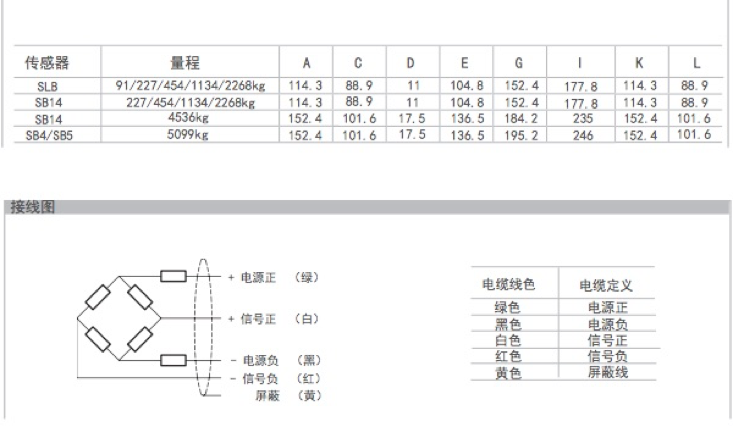 传感器 量程 A C D E G I K L
SLB 91/227/454/1134/2268kg 114.3 88.9 11 104.8 152.4 177.8 114.3 88.9
SB14 227/454/1134/2268kg 114.3 88.9 11 104.8 152.4 177.8 114.3 88.9
SB14 4536kg 152.4 101.6 17.5 136.5 184.2 235 152.4 101.6
SB4/SB5 5099kg 152.4 101.6 17.5 136.5 195.2 246 152.4 101.6
接线图
+ 电源正 （绿）
+ 信号正 （白）
- 电源负 （黑）
- 信号负 （红）
屏蔽 （黄）
电缆线色 电缆定义
绿色 电源正
黑色 电源负
白色 信号正
红色 信号负
黄色 屏蔽线